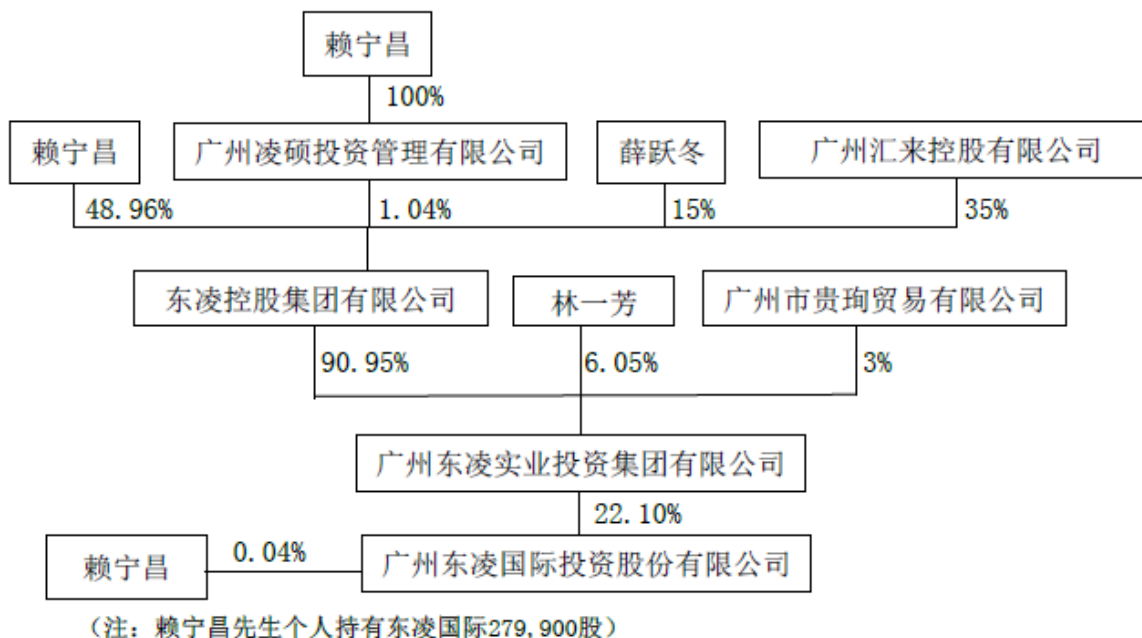 赖宁昌
100%
赖宁昌
广州凌硕投资管理有限公司
薛跃冬
广州汇来控股有限公司
48.96%
1.04%
15%
35%
东凌控股集团有限公司
林一芳
广州市贵珣贸易有限公司
90.95%
6.05%
3%
广州东凌实业投资集团有限公司
22.10%
赖宁昌
0.04%
广州东凌国际投资股份有限公司
（注：赖宁昌先生个人持有东凌国际279,900股）